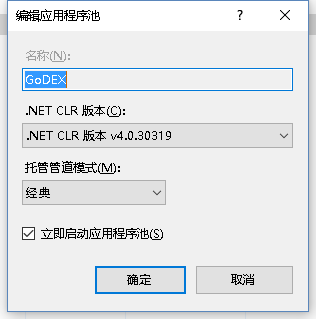 编辑应用程序池
名称(N):
GoDEX
.NET CLR 版本(C):
.NET CLR 版本 v4.0.30319
托管管道模式(M):
经典
立即启动应用程序池(S)
确定
取消